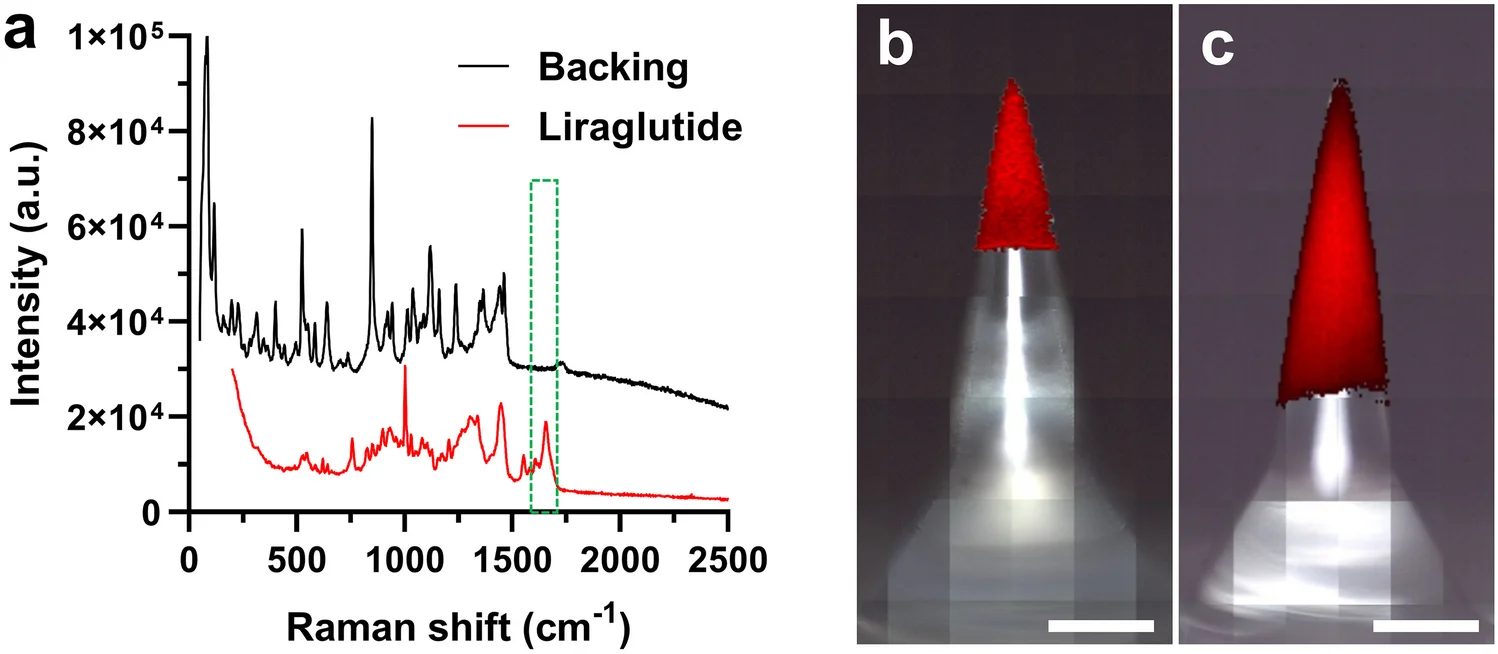 a
1×10⁵
8×10⁴
6×10⁴
4×10⁴
2×10⁴
0
Intensity (a.u.)
Backing
Liraglutide
0 500 1000 1500 2000 2500
Raman shift (cm⁻¹)
b
c